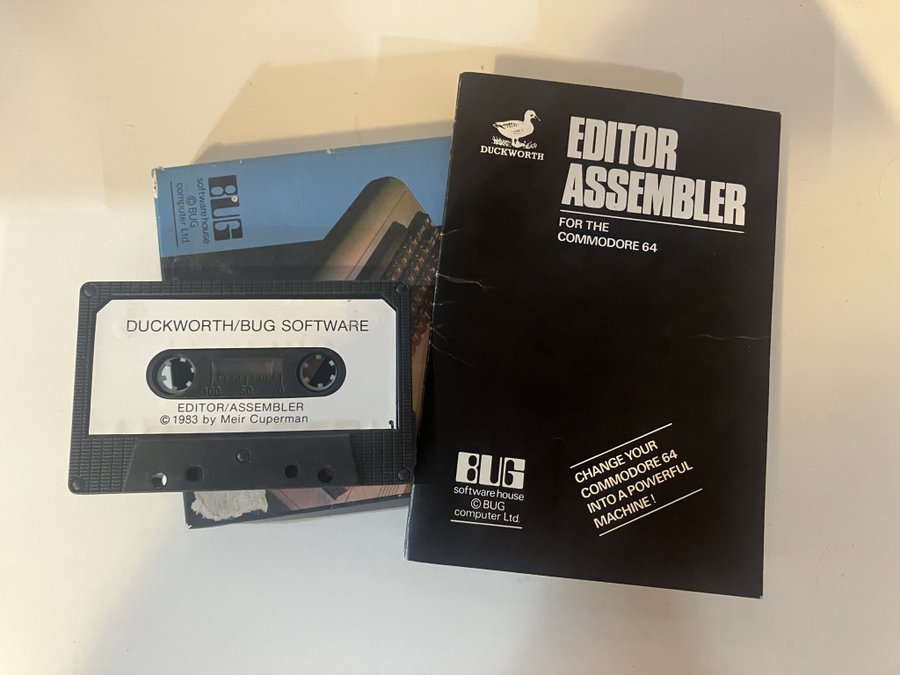 BUG
software house
© BUG
computer Ltd.
DUCKWORTH
EDITOR
ASSEMBLER
FOR THE
COMMODORE 64
DUCKWORTH/BUG SOFTWARE
100 50 0
EDITOR/ASSEMBLER
© 1983 by Meir Cuperman
BUG
software house
© BUG
computer Ltd.
CHANGE YOUR
COMMODORE 64
INTO A POWERFUL
MACHINE!